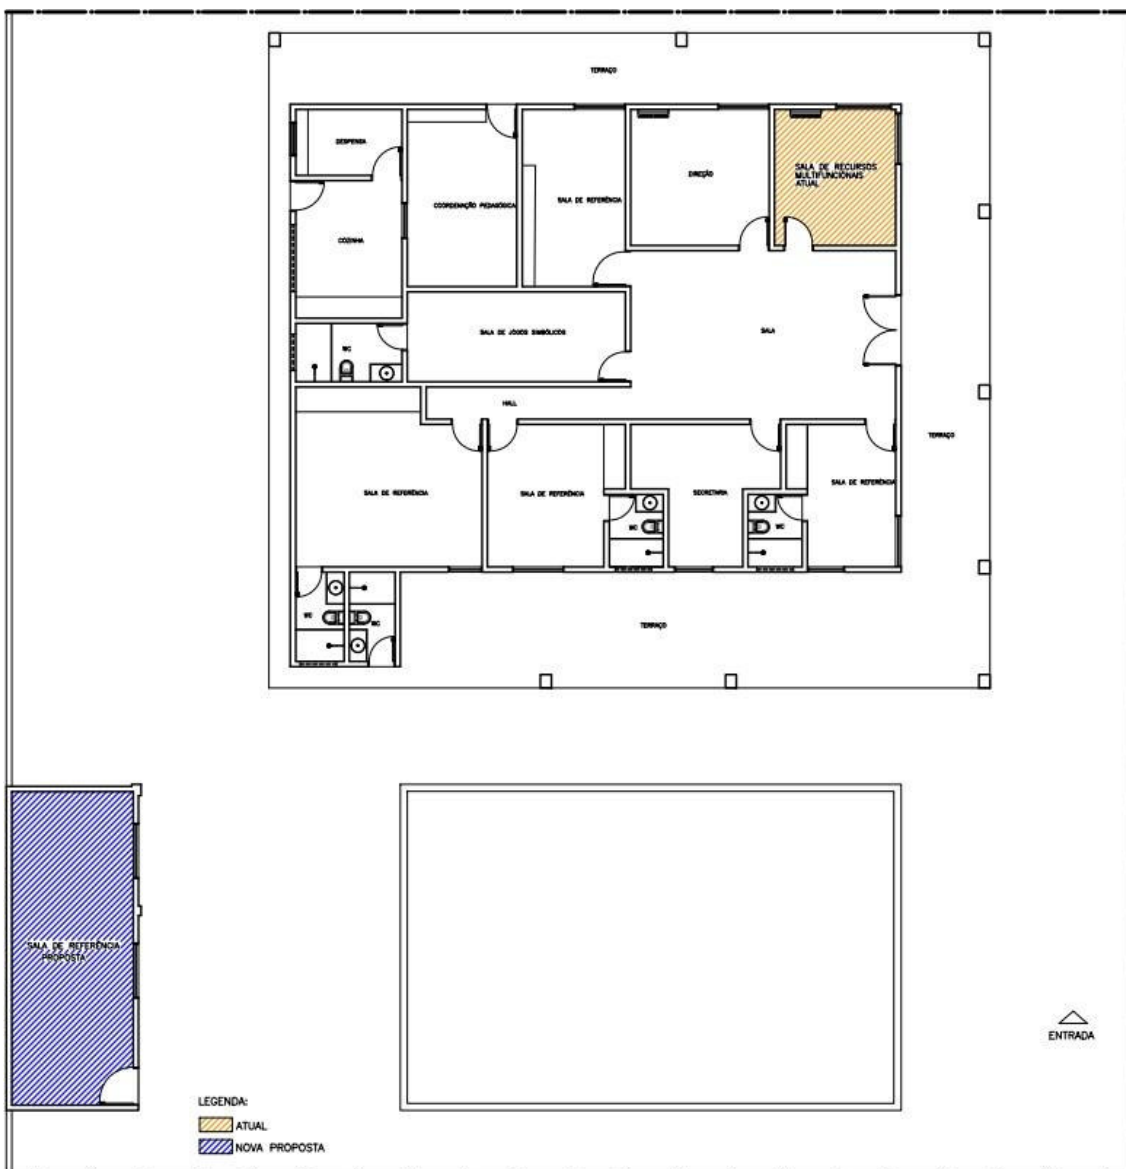 TERRAÇO
DESPENSA
COORDENAÇÃO PEDAGÓGICA
SALA DE REFERÊNCIA
DIREÇÃO
SALA DE RECURSOS
MULTIFUNCIONAIS
ATUAL
COZINHA
WC
SALA DE JOGOS SIMBÓLICOS
SALA
HALL
TERRAÇO
SALA DE REFERÊNCIA
SALA DE REFERÊNCIA
SECRETARIA
SALA DE REFERÊNCIA
WC
WC
WC
WC
TERRAÇO
SALA DE REFERÊNCIA
PROPOSTA
ENTRADA
LEGENDA:
ATUAL
NOVA PROPOSTA